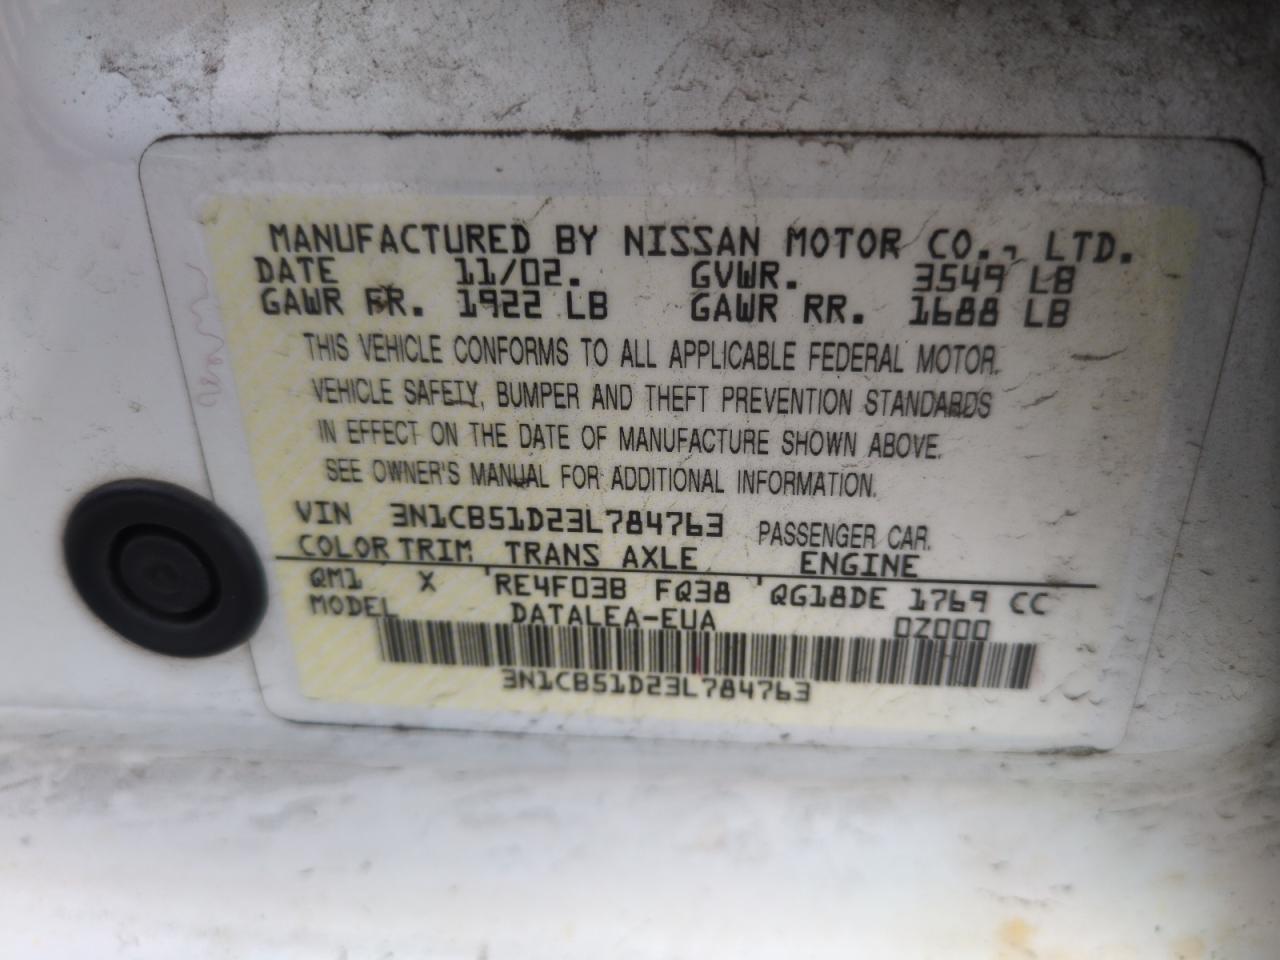 MANUFACTURED BY NISSAN MOTOR CO., LTD.
DATE 11/02. GVWR. 3549 LB
GAWR FR. 1922 LB GAWR RR. 1688 LB
THIS VEHICLE CONFORMS TO ALL APPLICABLE FEDERAL MOTOR
VEHICLE SAFETY, BUMPER AND THEFT PREVENTION STANDARDS
IN EFFECT ON THE DATE OF MANUFACTURE SHOWN ABOVE.
SEE OWNER'S MANUAL FOR ADDITIONAL INFORMATION.
VIN 3N1CB51D23L784763 PASSENGER CAR.
COLOR TRIM TRANS AXLE ENGINE
QM1 X RE4F03B FQ38 QG18DE 1769 CC
MODEL DATALEA-EUA 0Z000
3N1CB51D23L784763